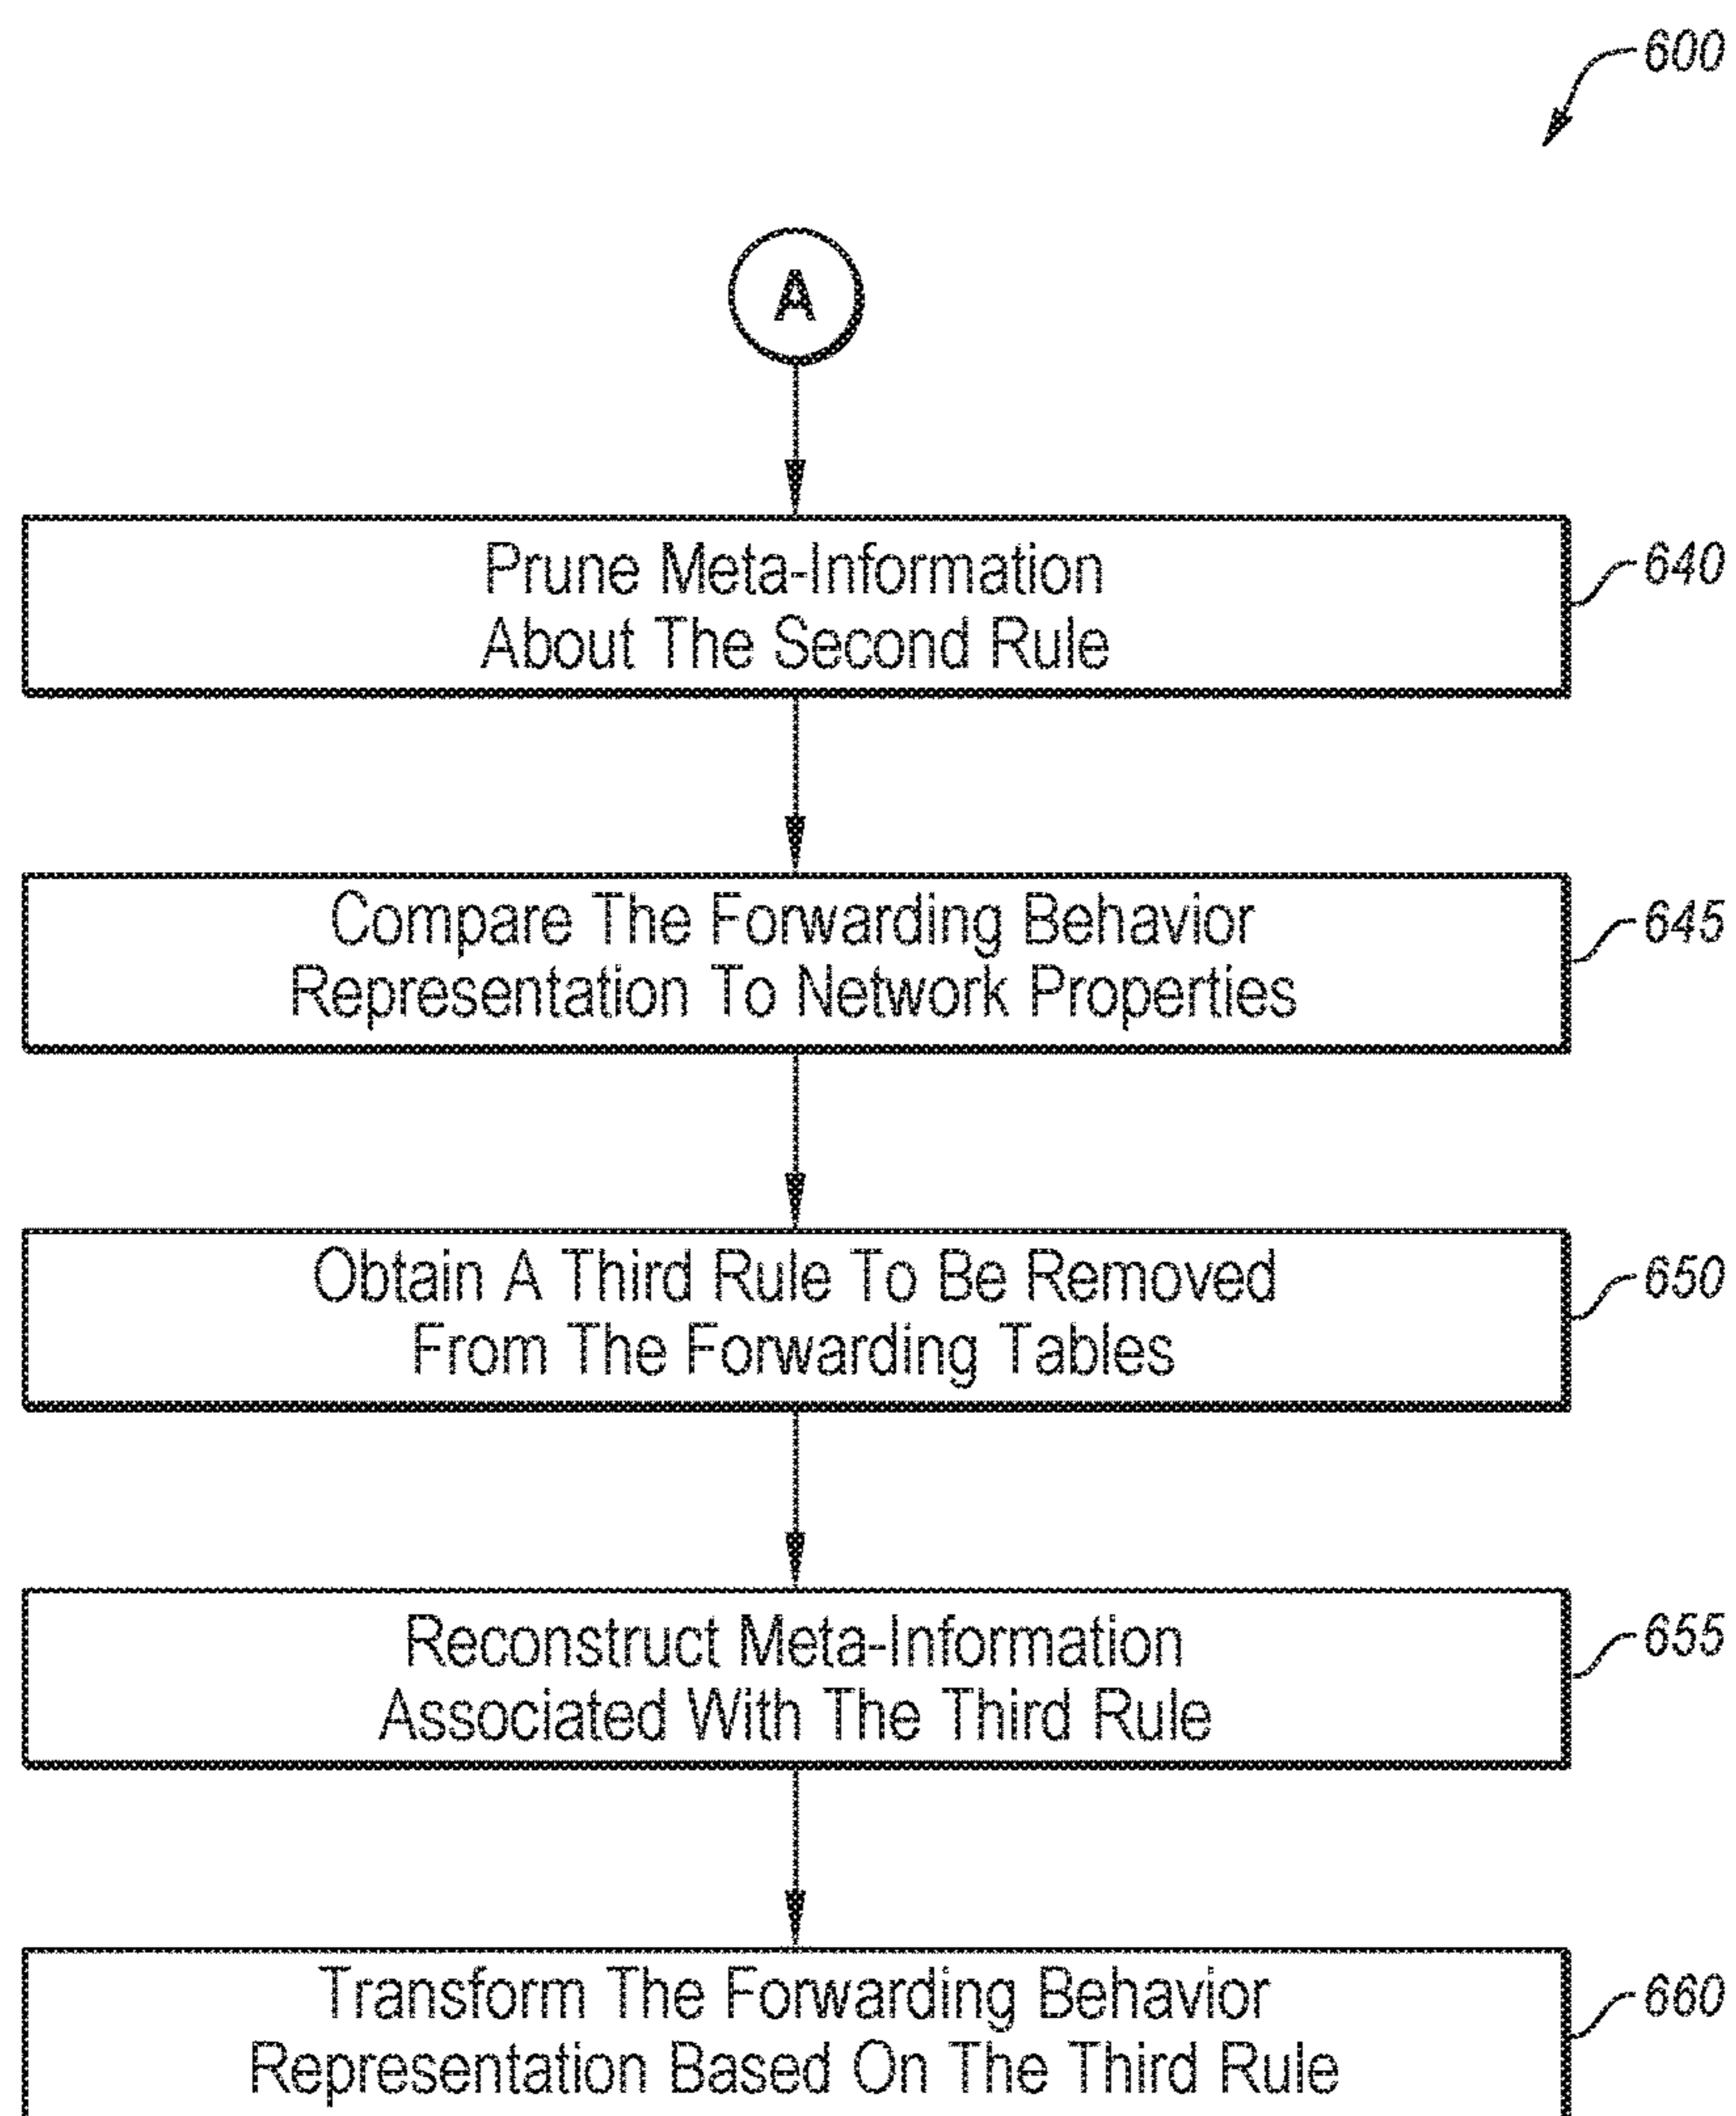 600
A
Prune Meta-Information
About The Second Rule
640
Compare The Forwarding Behavior
Representation To Network Properties
645
Obtain A Third Rule To Be Removed
From The Forwarding Tables
650
Reconstruct Meta-Information
Associated With The Third Rule
655
Transform The Forwarding Behavior
Representation Based On The Third Rule
660